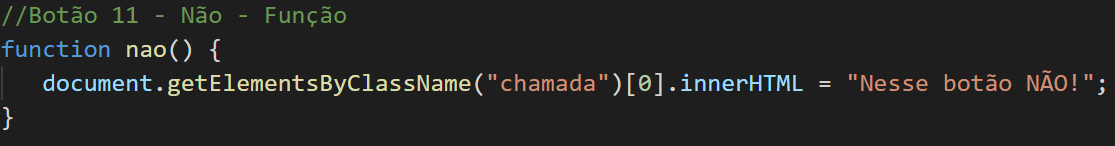 //Botão 11 - Não - Função
function nao() {
   document.getElementsByClassName("chamada")[0].innerHTML = "Nesse botão NÃO!";
}